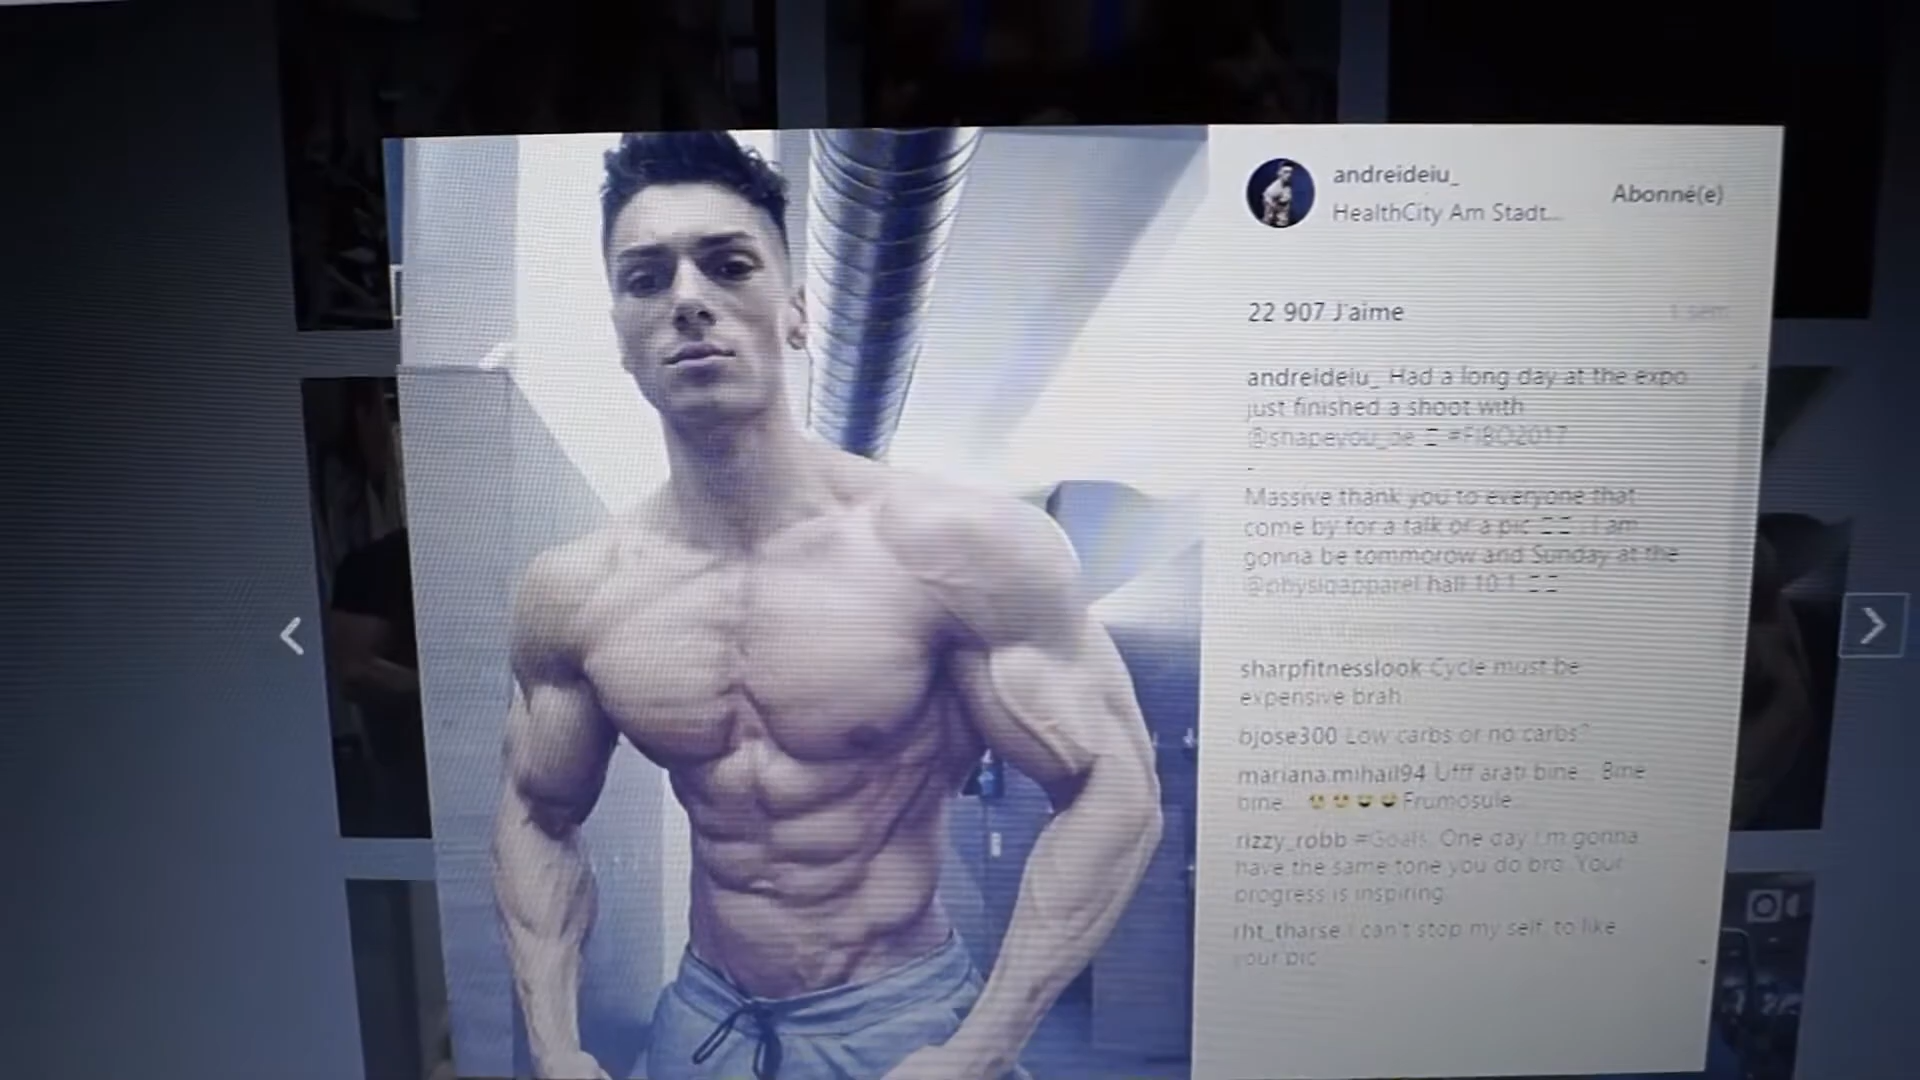 andreideiu_
HealthCity Am Stadt...
Abonné(e)
22 907 J'aime
1 sem
andreideiu_ Had a long day at the expo
just finished a shoot with
@shapeyou_de #FIBO2017
-
Massive thank you to everyone that
come by for a talk or a pic . I am
gonna be tommorow and Sunday at the
@physiqapparel hall 10.1
sharpfitnesslook Cycle must be
expensive brah
bjose300 Low carbs or no carbs?
mariana.mihail94 Ufff arati bine... Bine
bine... Frumosule
rizzy_robb #Goals. One day I'm gonna
have the same tone you do bro. Your
progress is inspiring
rht_tharse I can't stop my self, to like
your pic